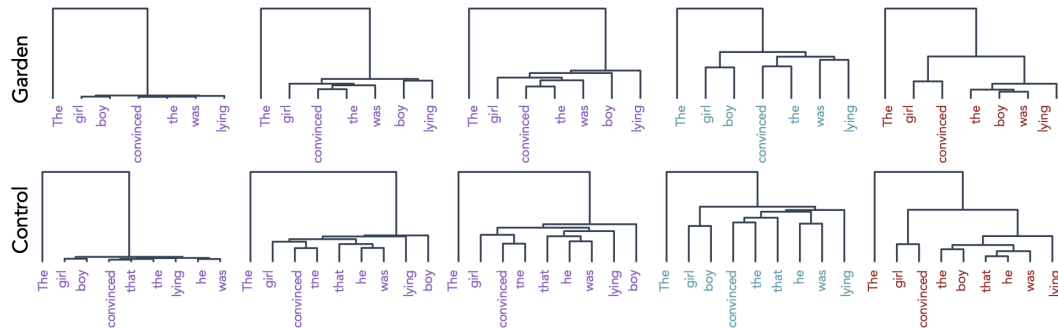 Garden
The girl boy convinced the was lying
The girl convinced the was boy lying
The girl convinced the was boy lying
The girl boy convinced the was lying
The girl convinced the boy was lying
Control
The girl boy convinced that the lying he was
The girl convinced the that he was lying boy
The girl convinced the that he was lying boy
The girl boy convinced the that he was lying
The girl convinced the boy that he was lying